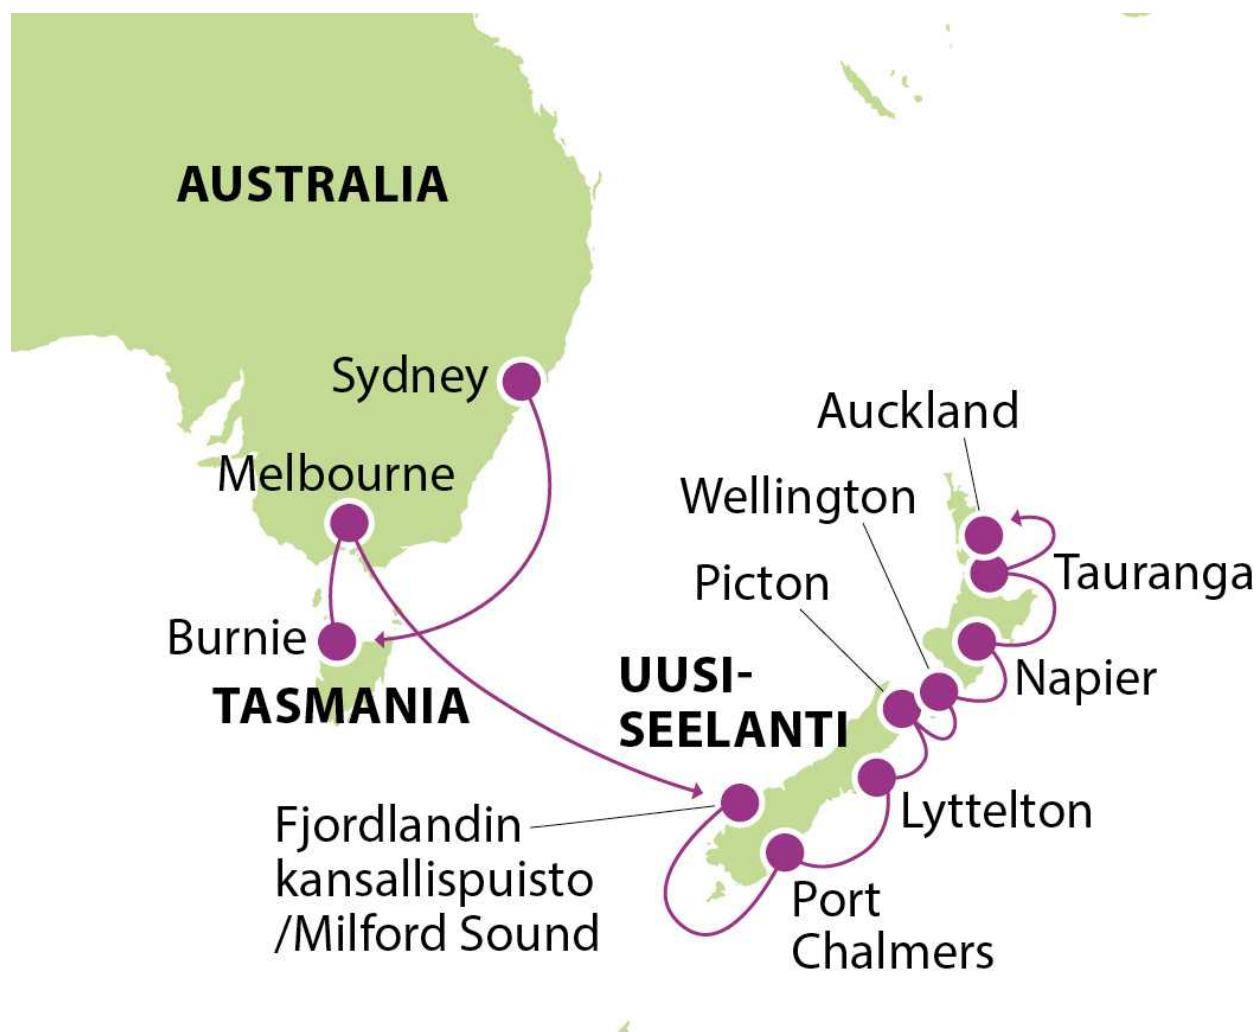 AUSTRALIA
Sydney
Auckland
Melbourne
Wellington
Picton
Tauranga
Burnie
UUSI-
SEELANTI
Napier
TASMANIA
Fjordlandin
kansallispuisto
/Milford Sound
Lyttelton
Port
Chalmers